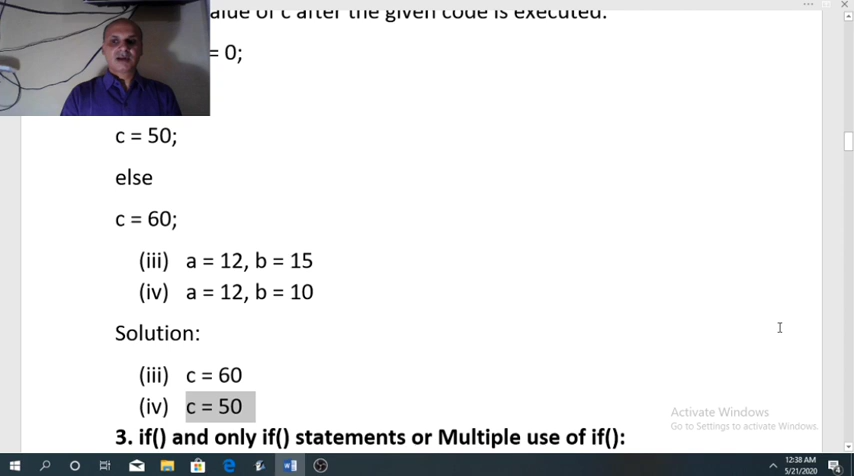 alue of c after the given code is executed.
= 0;
c = 50;
else
c = 60;
(iii) a = 12, b = 15
(iv) a = 12, b = 10
Solution:
(iii) c = 60
(iv) c = 50
3. if() and only if() statements or Multiple use of if():
Activate Windows
Go to Settings to activate Windows.
12:38 AM
5/21/2020